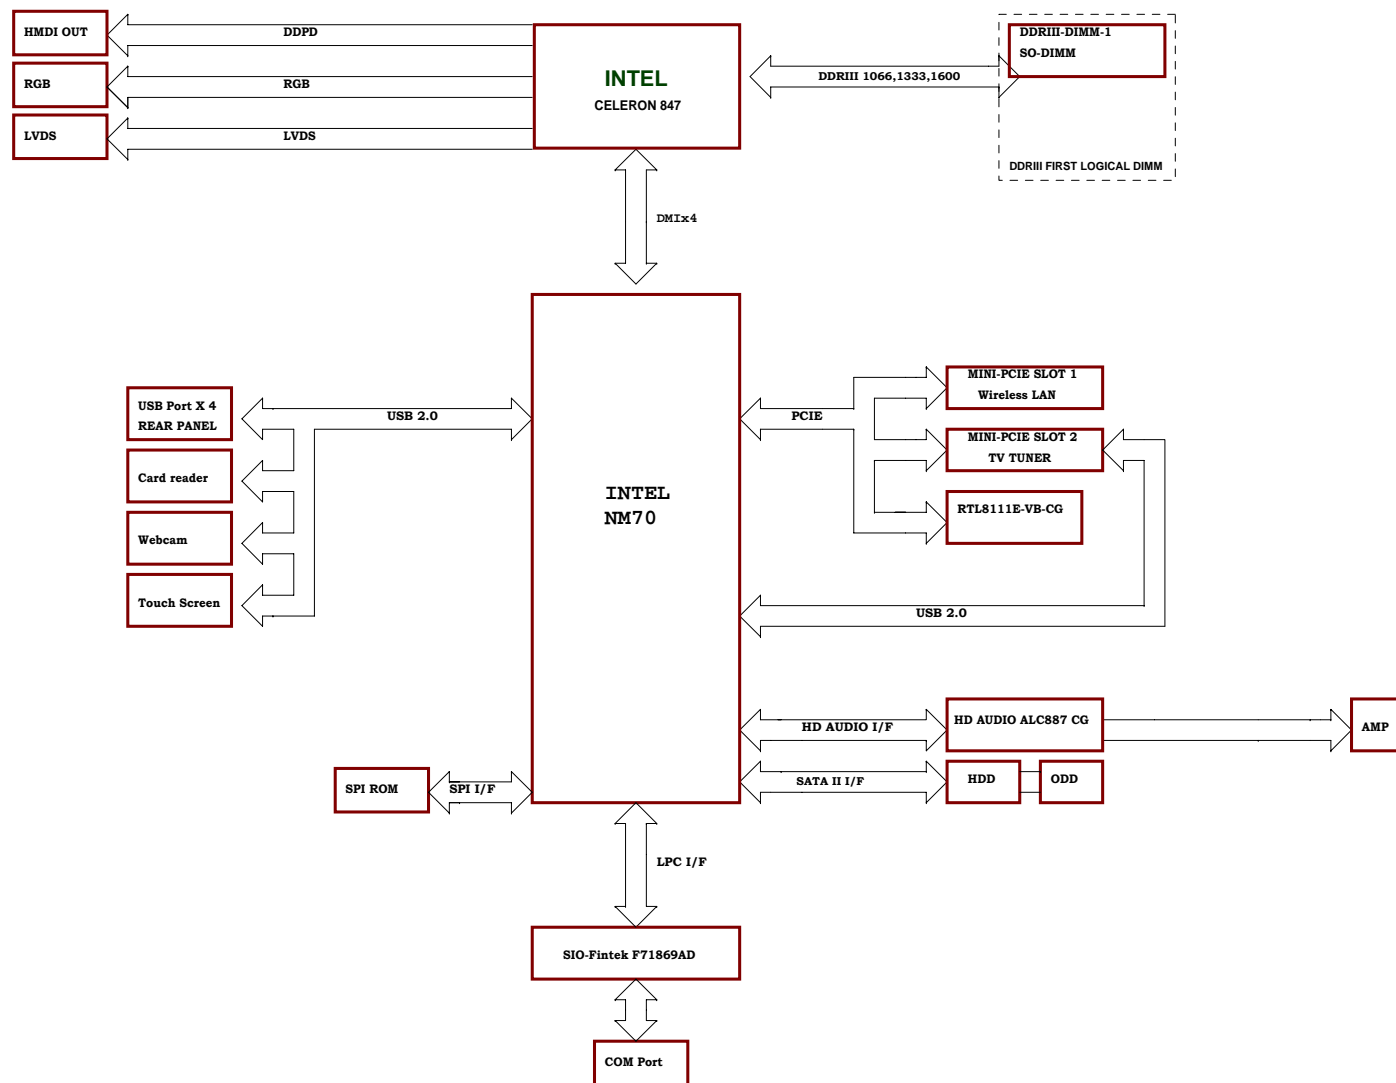 HMDI OUT
DDPD
RGB
RGB
LVDS
LVDS
INTEL
CELERON 847
DDRIII 1066,1333,1600
DDRIII-DIMM-1
SO-DIMM
DDRIII FIRST LOGICAL DIMM
DMIx4
USB Port X 4
REAR PANEL
USB 2.0
Card reader
Webcam
Touch Screen
INTEL
NM70
PCIE
MINI-PCIE SLOT 1
Wireless LAN
MINI-PCIE SLOT 2
TV TUNER
RTL8111E-VB-CG
USB 2.0
HD AUDIO I/F
HD AUDIO ALC887 CG
AMP
SATA II I/F
HDD
ODD
SPI ROM
SPI I/F
LPC I/F
SIO-Fintek F71869AD
COM Port